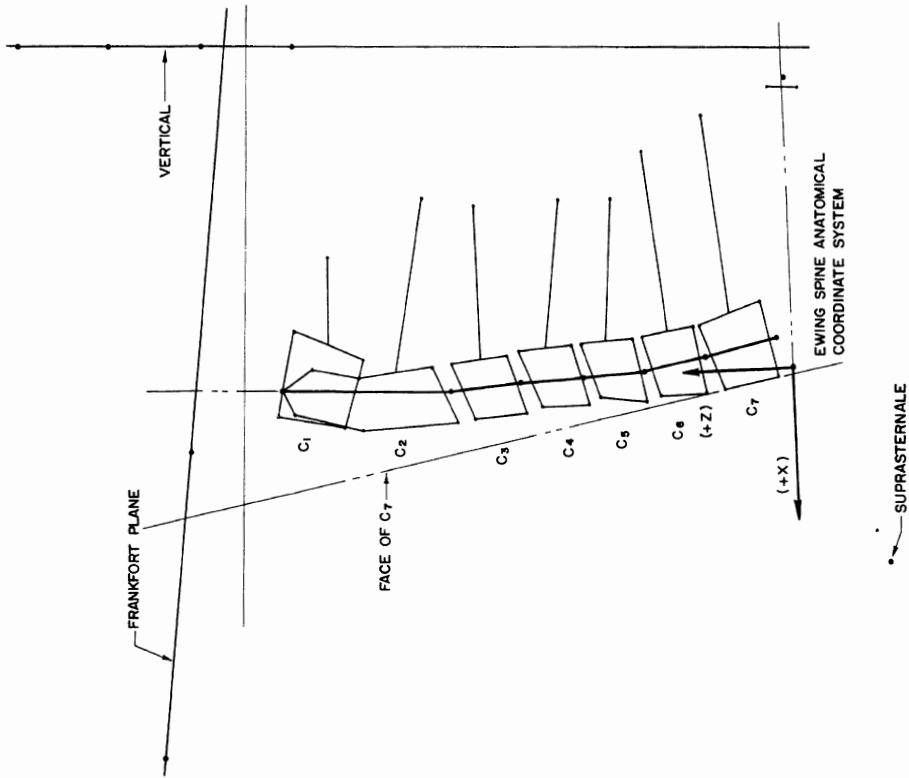 VERTICAL
FRANKFORT PLANE
C1
C2
C3
FACE OF C7
C4
C5
C6
(+Z)
C7
(+X)
EWING SPINE ANATOMICAL
COORDINATE SYSTEM
SUPRASTERNALE